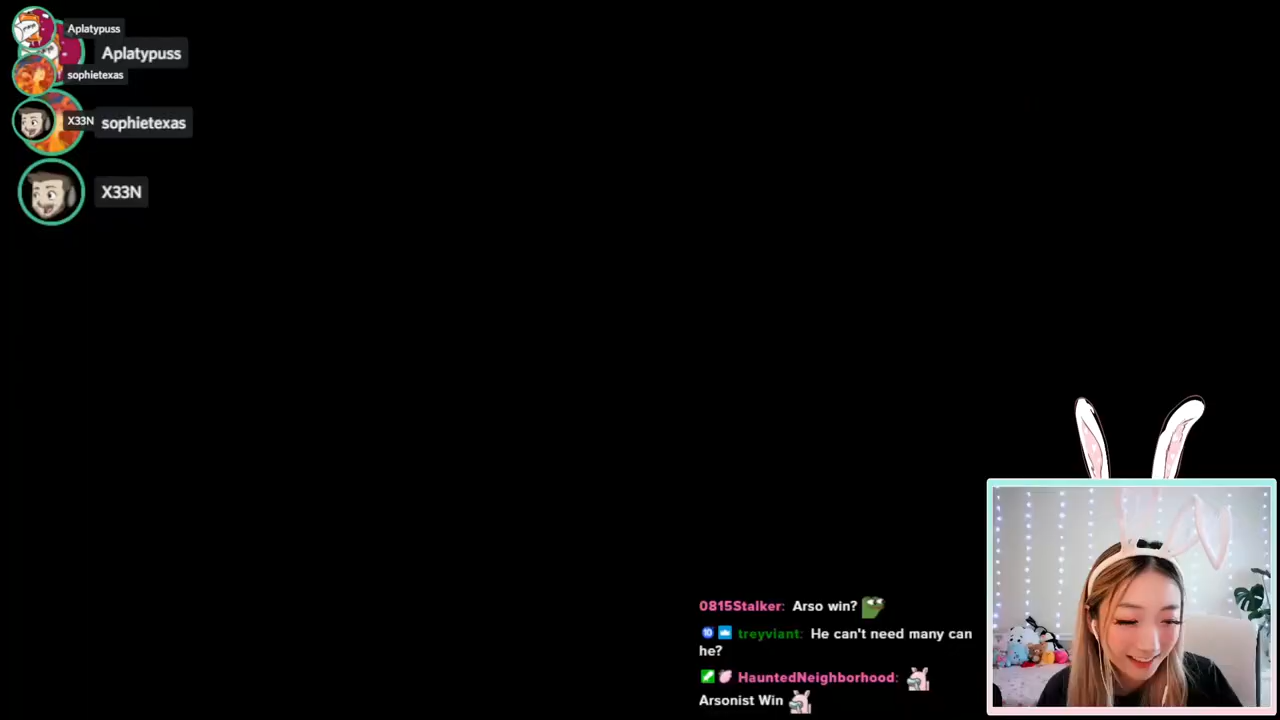 Aplatypuss
Aplatypuss
sophietexas
X33N
sophietexas
X33N
0815Stalker: Arso win?
treyviant: He can't need many can
he?
HauntedNeighborhood:
Arsonist Win